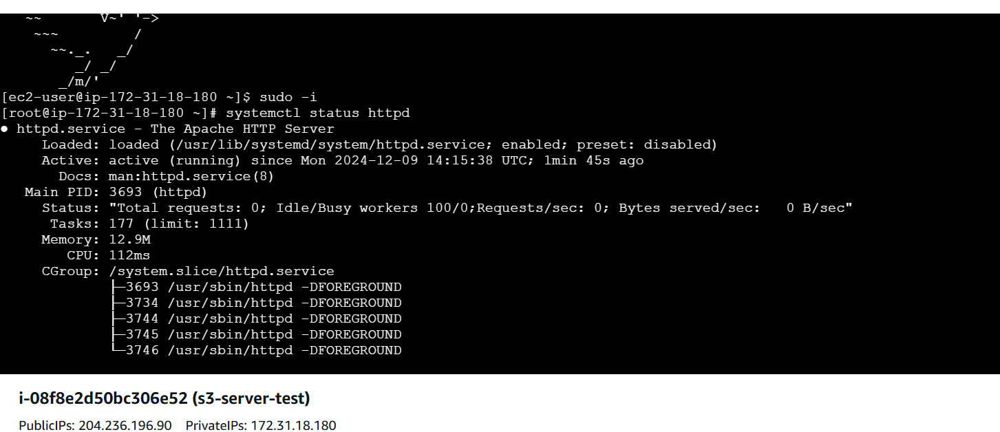 ~~       V~' '->
~~~         /
~~._.   _/
_/ _/
_/m/'
[ec2-user@ip-172-31-18-180 ~]$ sudo -i
[root@ip-172-31-18-180 ~]# systemctl status httpd
● httpd.service - The Apache HTTP Server
Loaded: loaded (/usr/lib/systemd/system/httpd.service; enabled; preset: disabled)
Active: active (running) since Mon 2024-12-09 14:15:38 UTC; 1min 45s ago
Docs: man:httpd.service(8)
Main PID: 3693 (httpd)
Status: "Total requests: 0; Idle/Busy workers 100/0;Requests/sec: 0; Bytes served/sec:   0 B/sec"
Tasks: 177 (limit: 1111)
Memory: 12.9M
CPU: 112ms
CGroup: /system.slice/httpd.service
├─3693 /usr/sbin/httpd -DFOREGROUND
├─3734 /usr/sbin/httpd -DFOREGROUND
├─3744 /usr/sbin/httpd -DFOREGROUND
├─3745 /usr/sbin/httpd -DFOREGROUND
└─3746 /usr/sbin/httpd -DFOREGROUND
i-08f8e2d50bc306e52 (s3-server-test)
PublicIPs: 204.236.196.90    PrivateIPs: 172.31.18.180